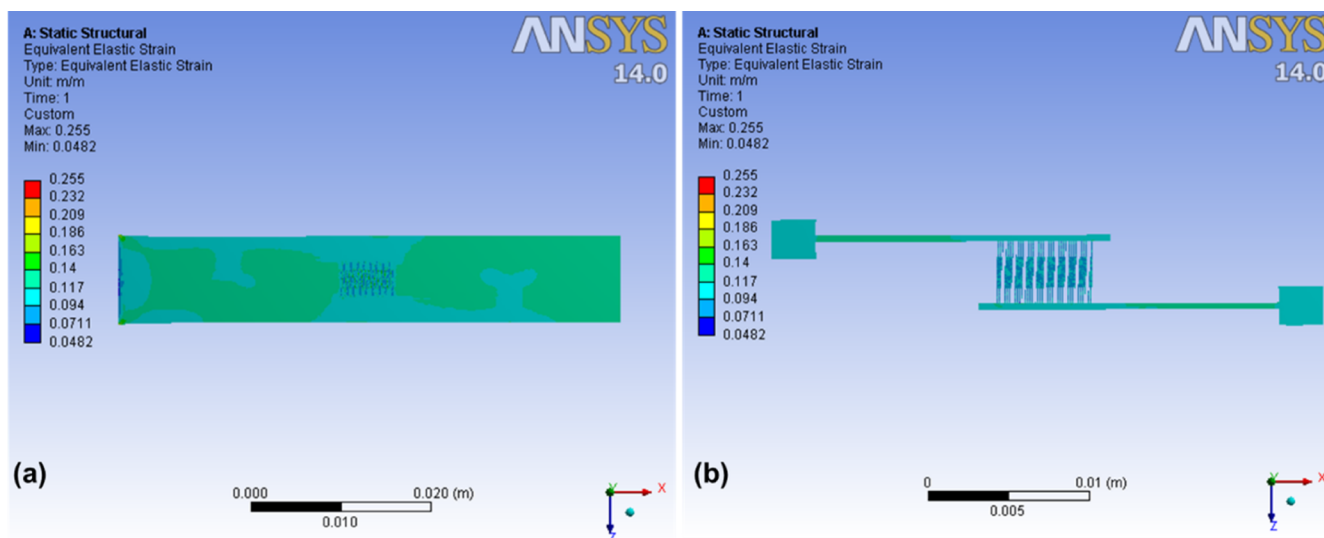 A: Static Structural
Equivalent Elastic Strain
Type: Equivalent Elastic Strain
Unit: m/m
Time: 1
Custom
Max: 0.255
Min: 0.0482
ANSYS
14.0
0.255
0.232
0.209
0.186
0.163
0.14
0.117
0.094
0.0711
0.0482
(a)
0.000
0.020 (m)
0.010
Y
X
Z
A: Static Structural
Equivalent Elastic Strain
Type: Equivalent Elastic Strain
Unit: m/m
Time: 1
Custom
Max: 0.255
Min: 0.0482
ANSYS
14.0
0.255
0.232
0.209
0.186
0.163
0.14
0.117
0.094
0.0711
0.0482
(b)
0
0.01 (m)
0.005
Y
X
Z